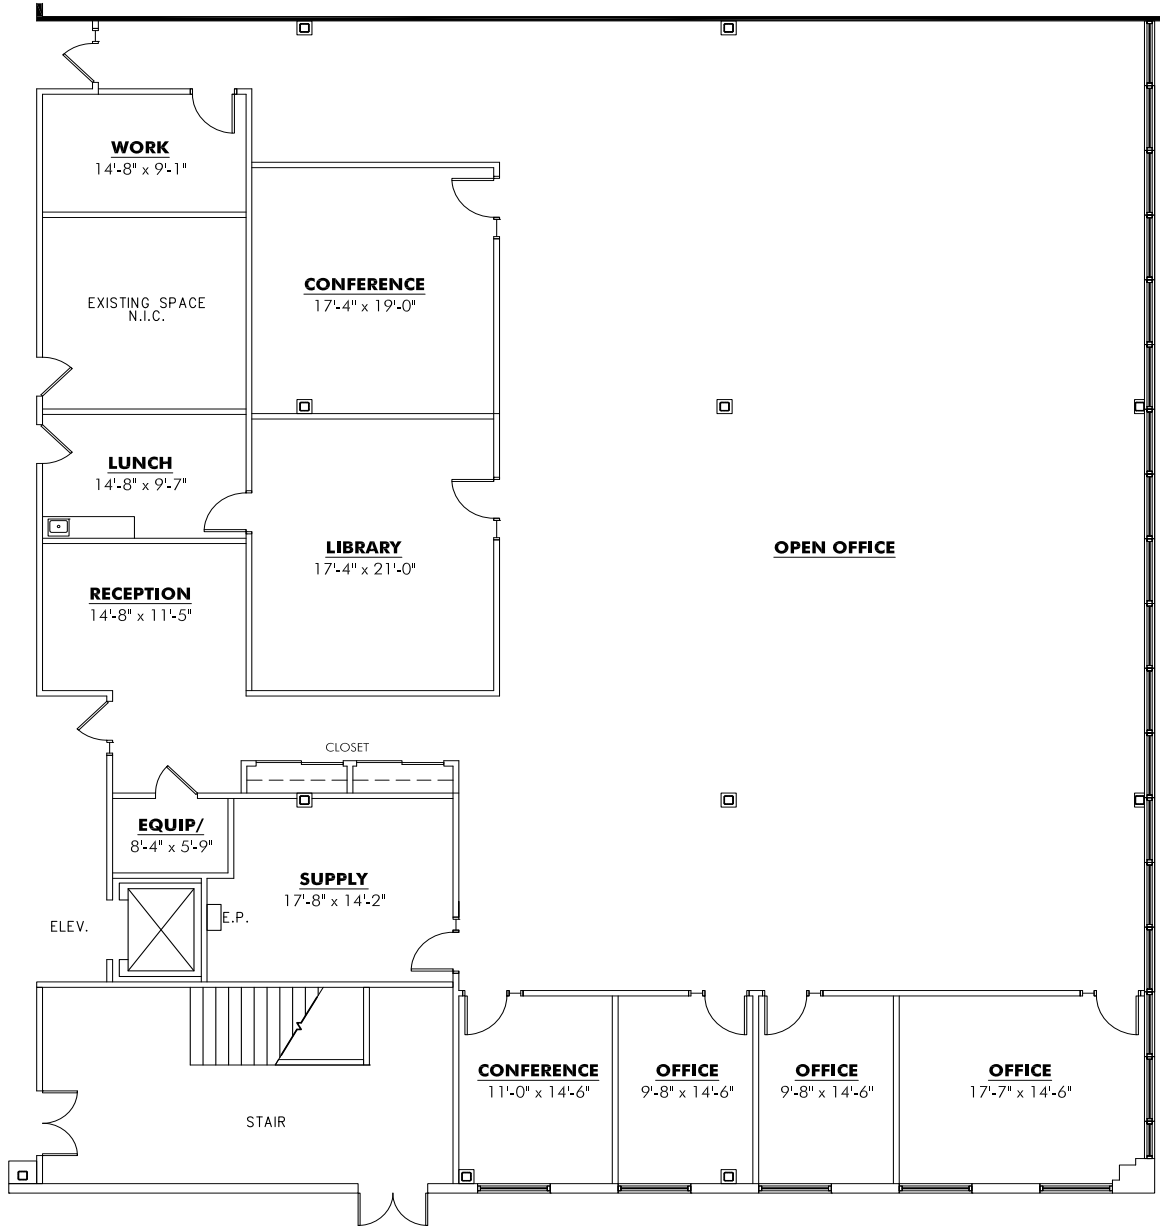 WORK
14'-8" x 9'-1"
CONFERENCE
17'-4" x 19'-0"
EXISTING SPACE
N.I.C.
LUNCH
14'-8" x 9'-7"
LIBRARY
17'-4" x 21'-0"
OPEN OFFICE
RECEPTION
14'-8" x 11'-5"
CLOSET
EQUIP/
8'-4" x 5'-9"
SUPPLY
17'-8" x 14'-2"
E.P.
ELEV.
CONFERENCE
11'-0" x 14'-6"
OFFICE
9'-8" x 14'-6"
OFFICE
9'-8" x 14'-6"
OFFICE
17'-7" x 14'-6"
STAIR